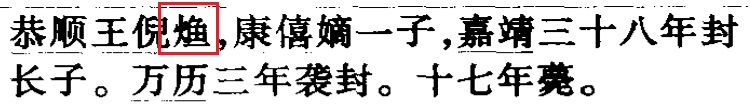 恭顺王倪,康僖嫡一子,嘉靖三十八年封
长子。万历三年袭封。十七年薨。